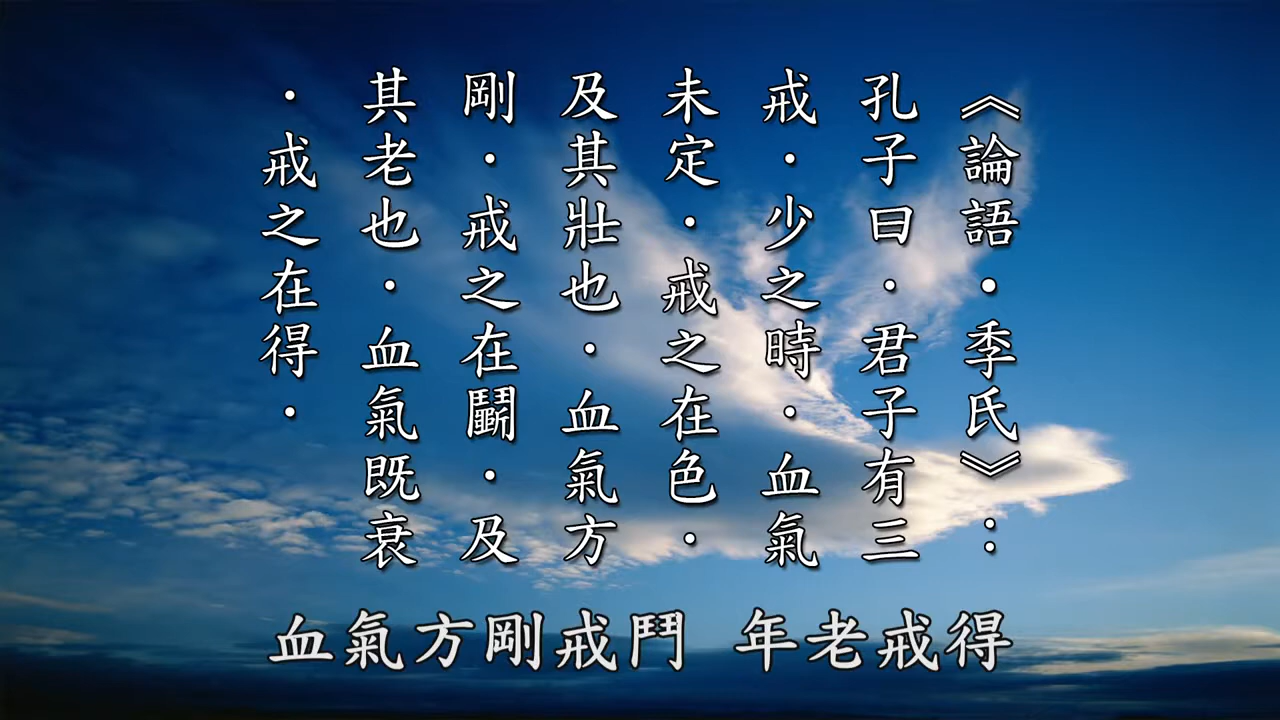 《論語•季氏》：
孔子曰．君子有三
戒．少之時．血氣
未定．戒之在色．
及其壯也．血氣方
剛．戒之在鬭．及
其老也．血氣既衰
．戒之在得．
血氣方剛戒鬥 年老戒得